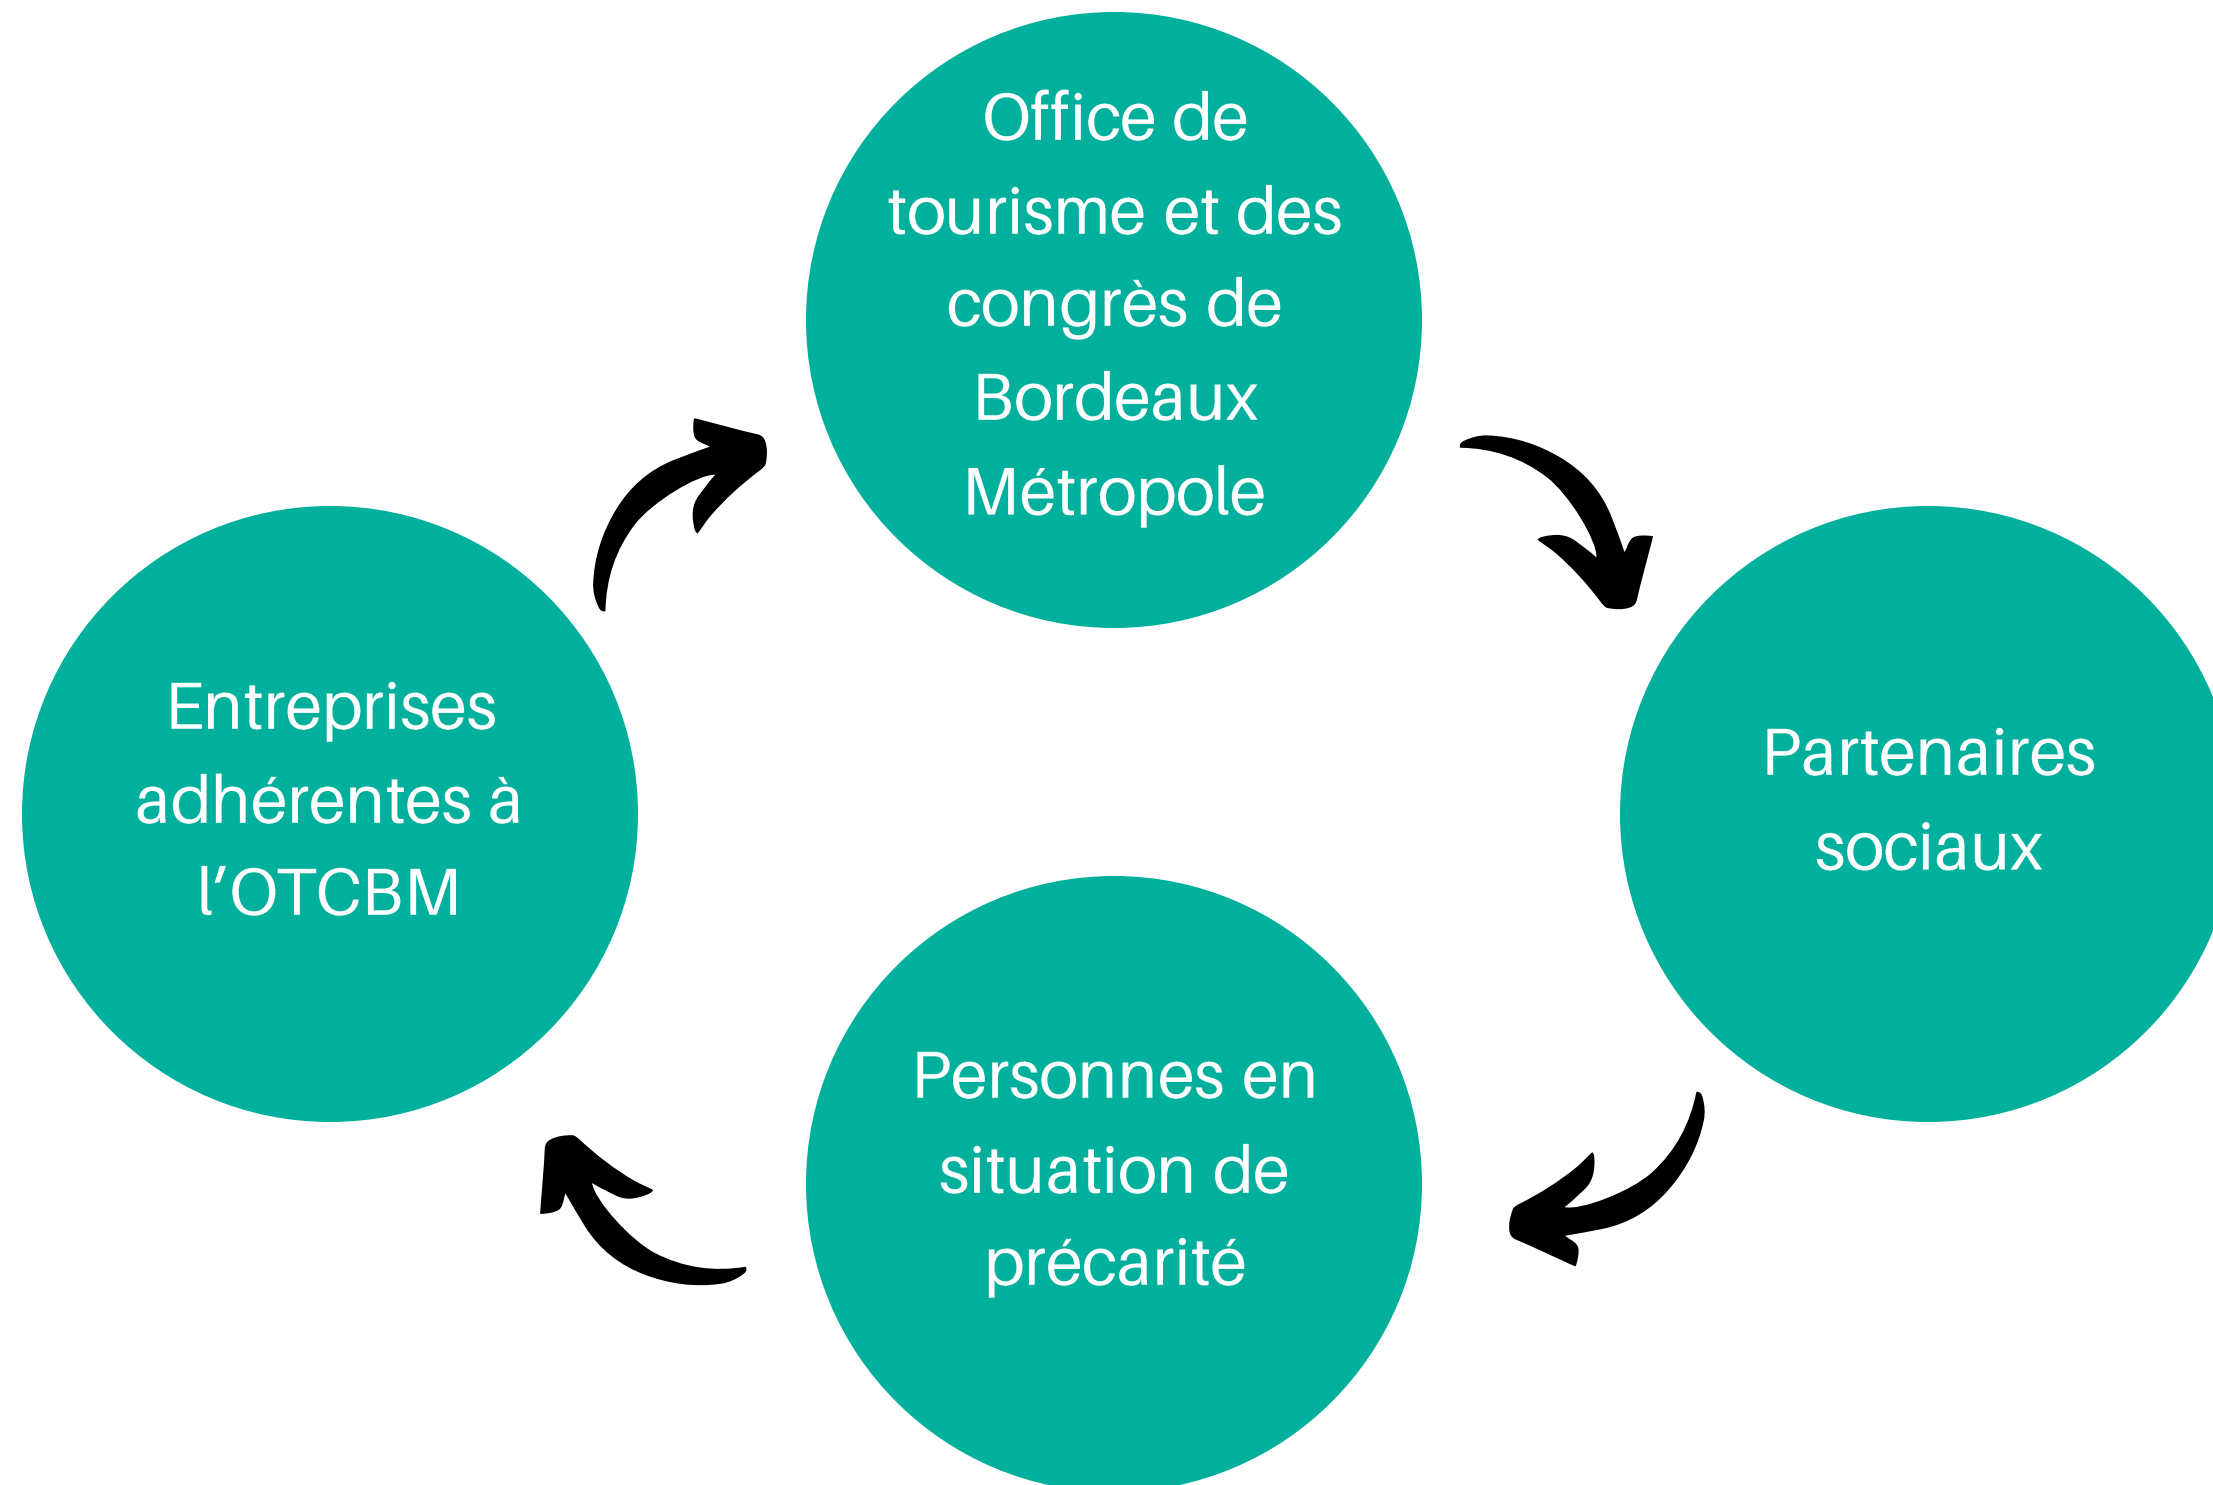 Office de
tourisme et des
congrès de
Bordeaux
Métropole
Entreprises
adhérentes à
l’OTCBM
Partenaires
sociaux
Personnes en
situation de
précarité